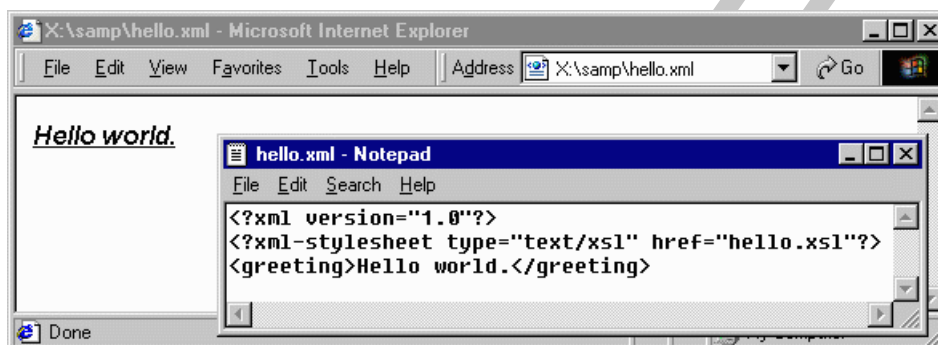 X:\samp\hello.xml - Microsoft Internet Explorer
File Edit View Favorites Tools Help Address X:\samp\hello.xml Go
Hello world.
hello.xml - Notepad
File Edit Search Help
<?xml version="1.0"?>
<?xml-stylesheet type="text/xsl" href="hello.xsl"?>
<greeting>Hello world.</greeting>
Done